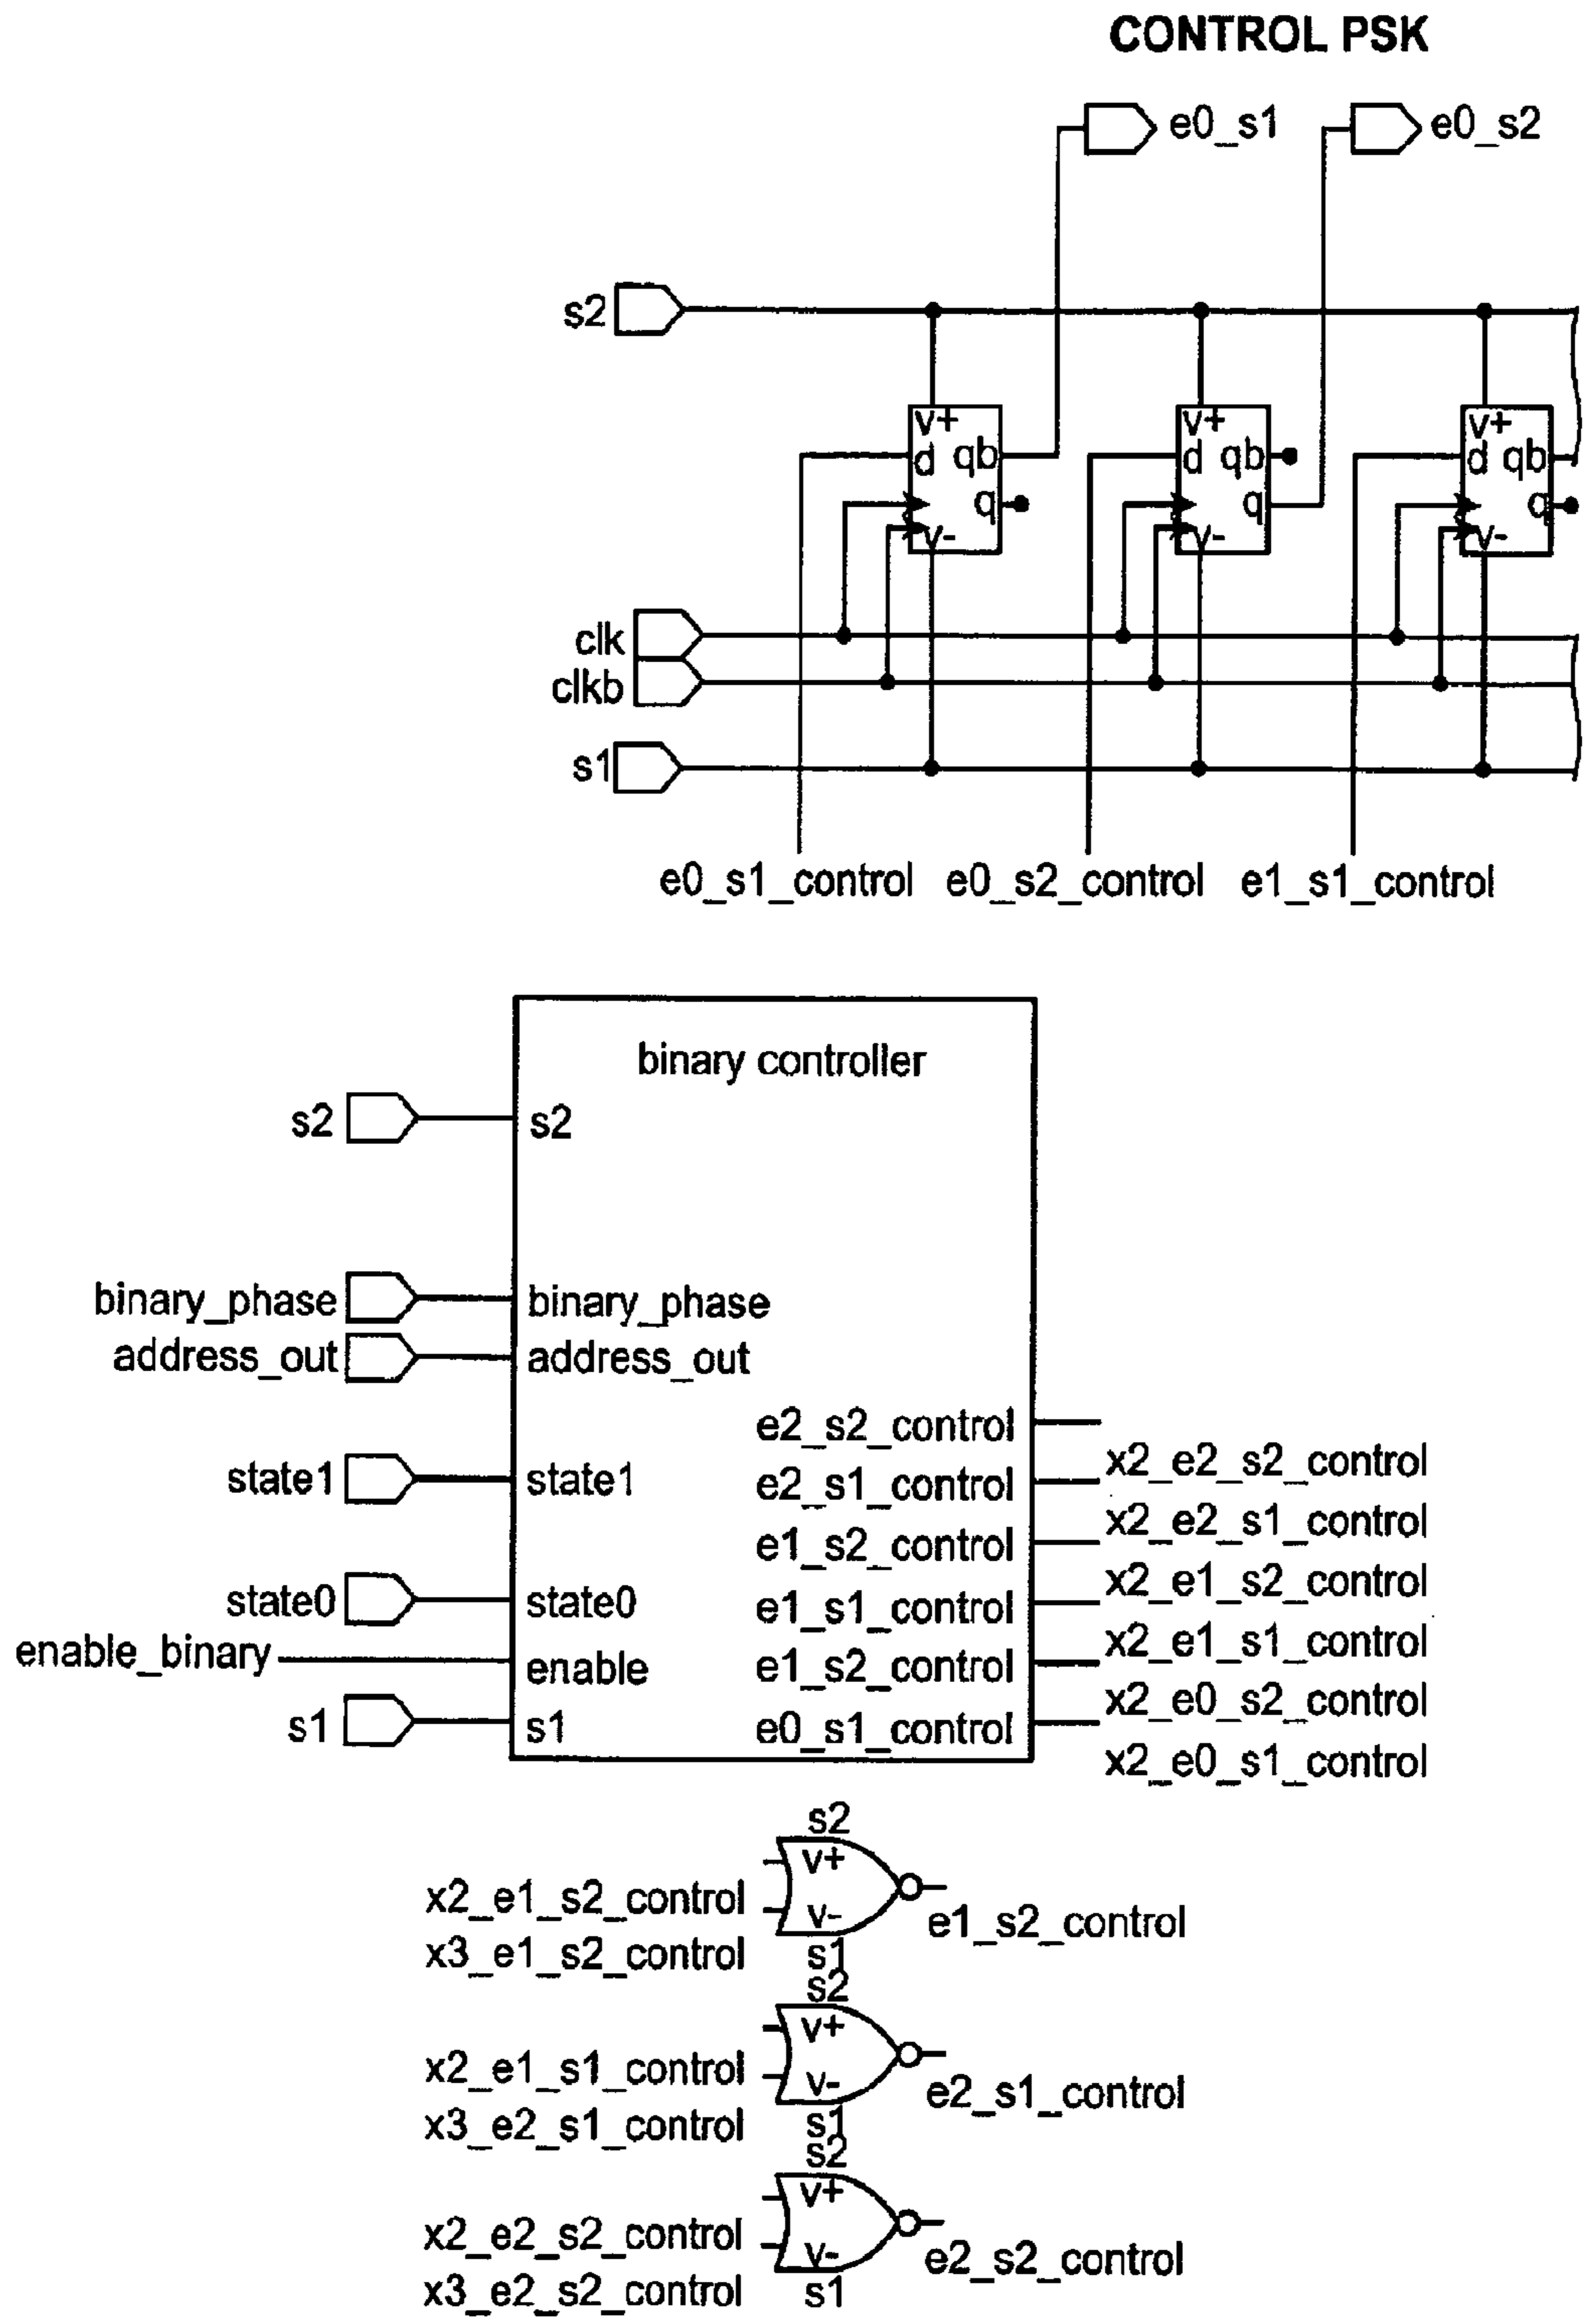 CONTROL PSK
e0_s1 e0_s2
s2
v+ v+ v+
d qb d qb d qb
q q q
v- v- v-
clk
clkb
s1
e0_s1_control e0_s2_control e1_s1_control
binary controller
s2 s2
binary_phase binary_phase
address_out address_out
e2_s2_control
x2_e2_s2_control
state1 state1 e2_s1_control
x2_e2_s1_control
e1_s2_control
x2_e1_s2_control
state0 state0 e1_s1_control
x2_e1_s1_control
enable_binary enable e1_s2_control
x2_e0_s2_control
s1 s1 e0_s1_control
x2_e0_s1_control
s2
v+
x2_e1_s2_control v- e1_s2_control
x3_e1_s2_control s1
s2
v+
x2_e1_s1_control v- e2_s1_control
x3_e2_s1_control s1
s2
v+
x2_e2_s2_control v- e2_s2_control
x3_e2_s2_control s1